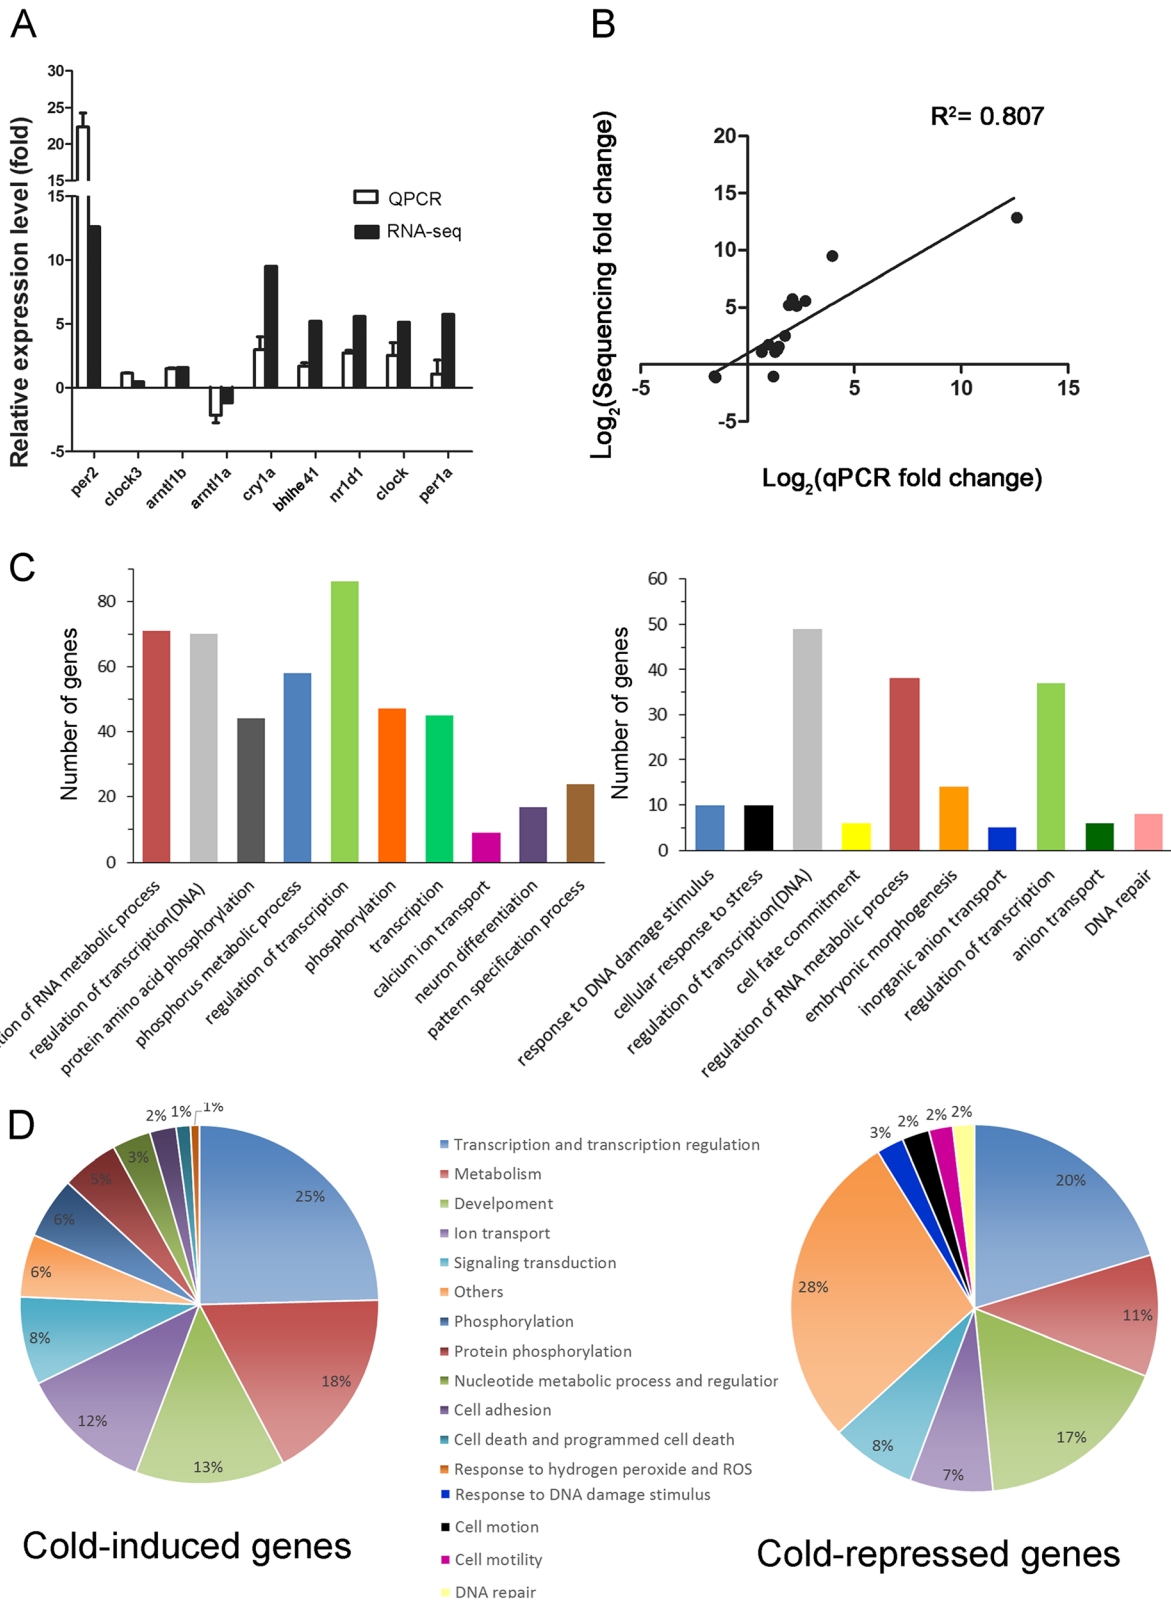 A
Relative expression level (fold)
30
25
20
15
15
10
5
0
-5
QPCR
RNA-seq
per2
clock3
arntl1b
arntl1a
cry1a
bhlhe41
nr1d1
clock
per1a
B
R²= 0.807
Log₂(Sequencing fold change)
20
15
10
5
-5
-5
5
10
15
Log₂(qPCR fold change)
C
Number of genes
80
60
40
20
0
tion of RNA metabolic process
regulation of transcription(DNA)
protein amino acid phosphorylation
phosphorus metabolic process
regulation of transcription
phosphorylation
transcription
calcium transport
neuron differentiation
pattern specification process
Number of genes
60
50
40
30
20
10
0
response to DNA damage stimulus
cellular response to stress
regulation of transcription(DNA)
cell fate commitment
regulation of RNA metabolic process
embryonic morphogenesis
inorganic anion transport
regulation of transcription
anion transport
DNA repair
D
25%
18%
13%
12%
8%
6%
6%
5%
3%
2%
1%
1%
Cold-induced genes
Transcription and transcription regulation
Metabolism
Develpoment
Ion transport
Signaling transduction
Others
Phosphorylation
Protein phosphorylation
Nucleotide metabolic process and regulation
Cell adhesion
Cell death and programmed cell death
Response to hydrogen peroxide and ROS
Response to DNA damage stimulus
Cell motion
Cell motility
DNA repair
20%
11%
17%
7%
8%
28%
3%
2%
2%
2%
Cold-repressed genes